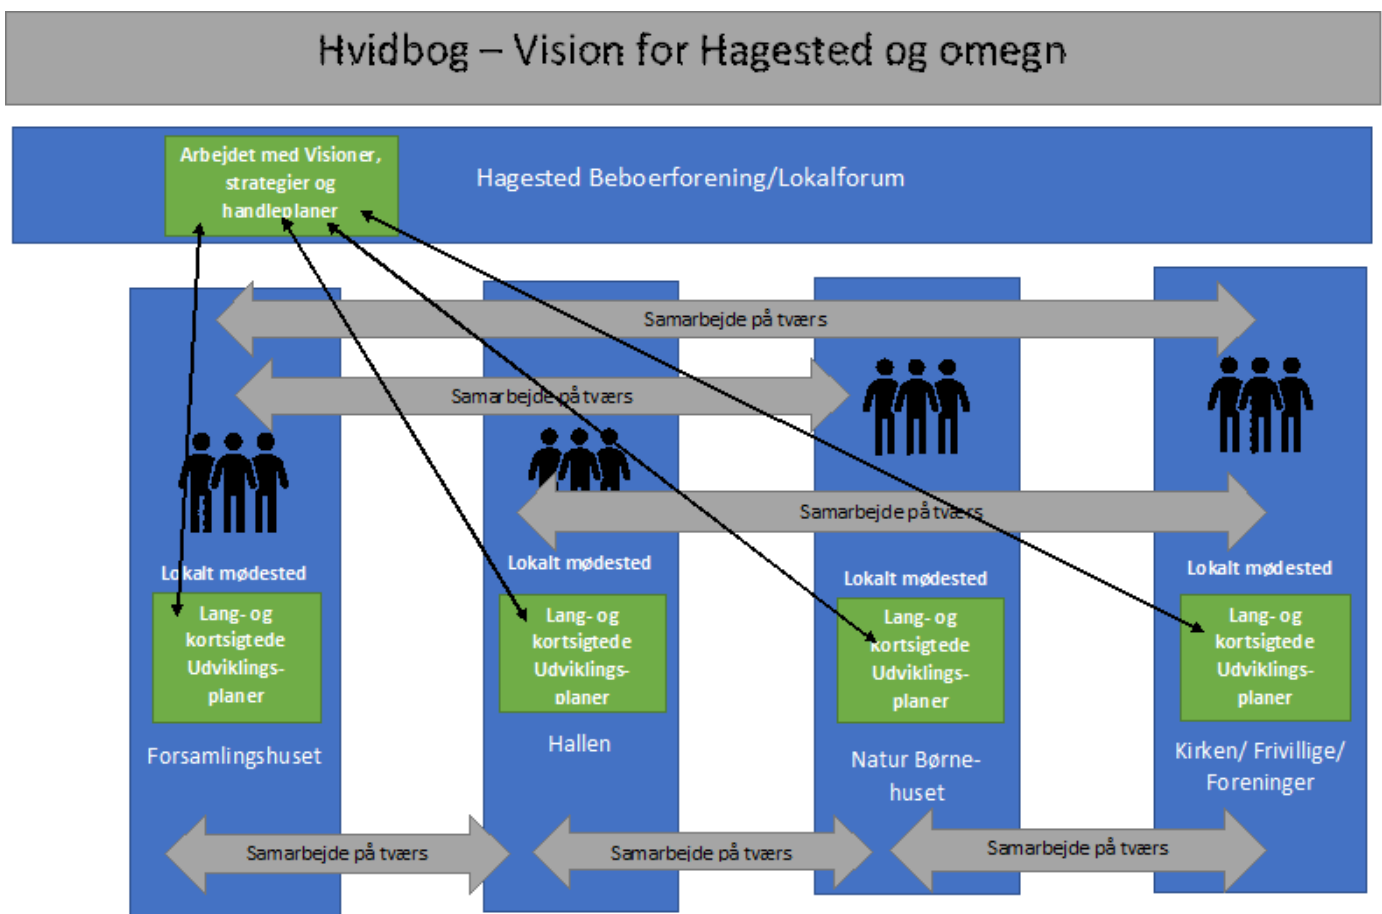 Hvidbog – Vision for Hagested og omegn
Arbejdet med Visioner,
strategier og
handleplaner
Hagested Beboerforening/Lokalforum
Samarbejde på tværs
Samarbejde på tværs
Samarbejde på tværs
Lokalt mødested
Lang- og
kortsigtede
Udviklings-
planer
Forsamlingshuset
Lokalt mødested
Lang- og
kortsigtede
Udviklings-
planer
Hallen
Lokalt mødested
Lang- og
kortsigtede
Udviklings-
planer
Natur Børne-
huset
Lokalt mødested
Lang- og
kortsigtede
Udviklings-
planer
Kirken/ Frivillige/
Foreninger
Samarbejde på tværs
Samarbejde på tværs
Samarbejde på tværs